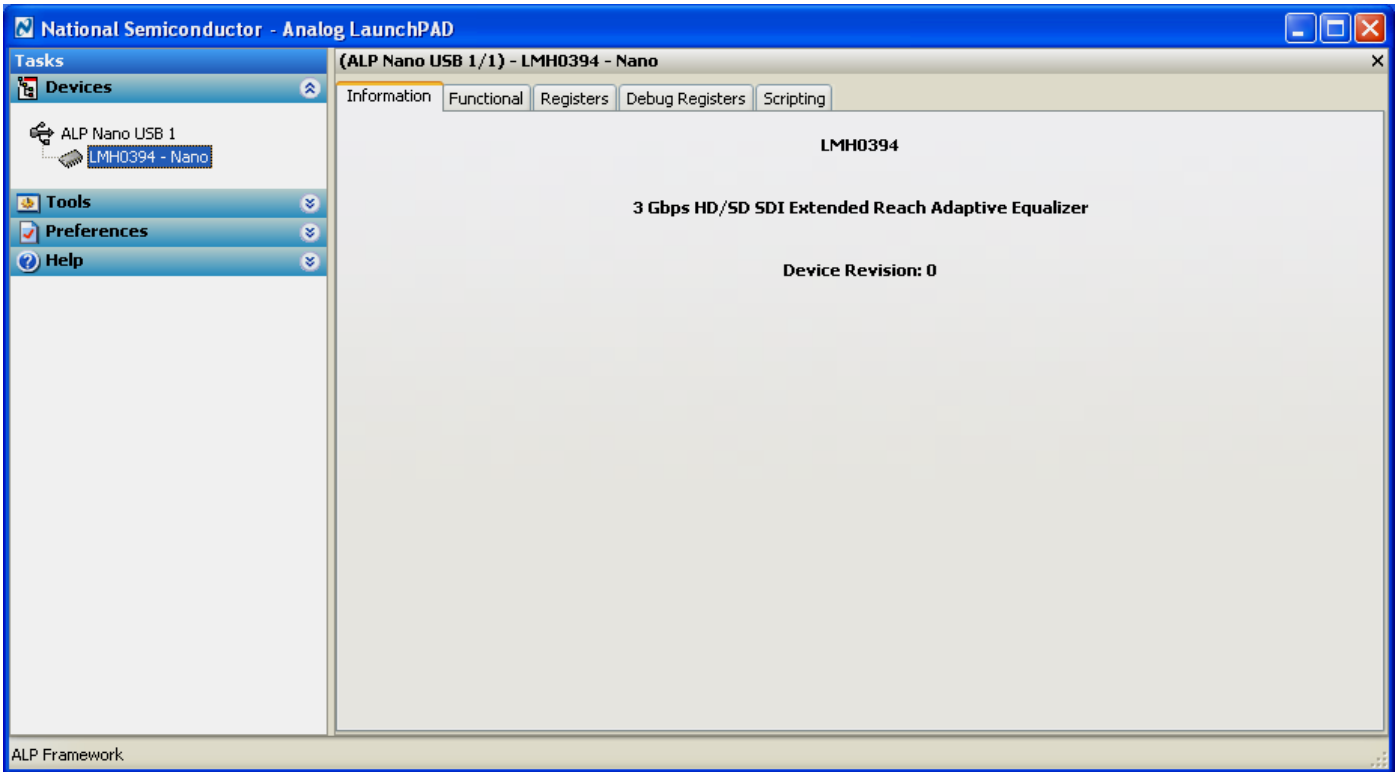 National Semiconductor - Analog LaunchPAD
Tasks
Devices
ALP Nano USB 1
LMH0394 - Nano
Tools
Preferences
Help
(ALP Nano USB 1/1) - LMH0394 - Nano
Information Functional Registers Debug Registers Scripting
LMH0394
3 Gbps HD/SD SDI Extended Reach Adaptive Equalizer
Device Revision: 0
ALP Framework